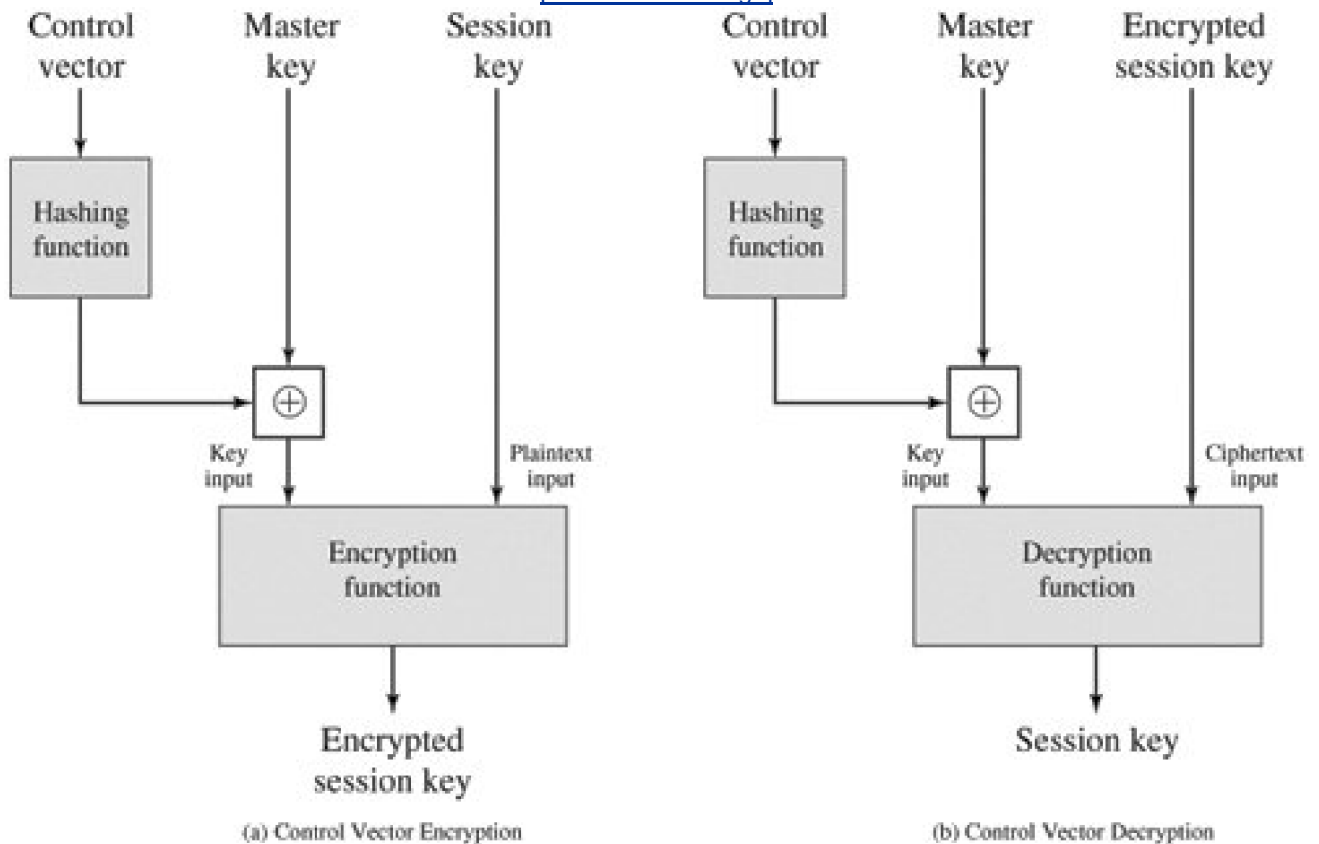 Control
vector
Master
key
Session
key
Hashing
function
Key
input
Plaintext
input
Encryption
function
Encrypted
session key
(a) Control Vector Encryption
Control
vector
Master
key
Encrypted
session key
Hashing
function
Key
input
Ciphertext
input
Decryption
function
Session key
(b) Control Vector Decryption